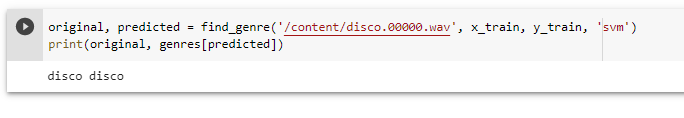 original, predicted = find_genre('/content/disco.00000.wav', x_train, y_train, 'svm')
print(original, genres[predicted])
disco disco